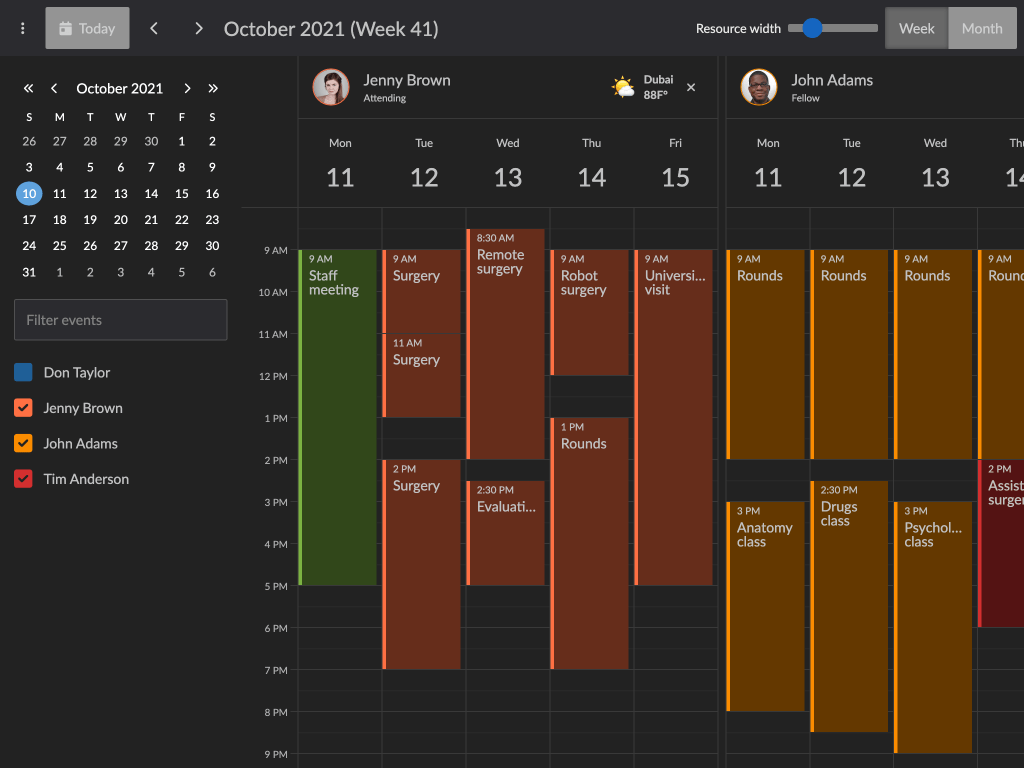 Today
October 2021 (Week 41)
Resource width
Week
Month
October 2021
S M T W T F S
26 27 28 29 30 1 2
3 4 5 6 7 8 9
10 11 12 13 14 15 16
17 18 19 20 21 22 23
24 25 26 27 28 29 30
31 1 2 3 4 5 6
Filter events
Don Taylor
Jenny Brown
John Adams
Tim Anderson
Jenny Brown
Attending
Dubai
88F°
John Adams
Fellow
Mon Tue Wed Thu Fri
11 12 13 14 15
Mon Tue Wed Thu
11 12 13 14
9 AM
10 AM
11 AM
12 PM
1 PM
2 PM
3 PM
4 PM
5 PM
6 PM
7 PM
8 PM
9 PM
9 AM
Staff
meeting
9 AM
Surgery
11 AM
Surgery
2 PM
Surgery
8:30 AM
Remote
surgery
2:30 PM
Evaluati...
9 AM
Robot
surgery
1 PM
Rounds
9 AM
Universi...
visit
9 AM
Rounds
3 PM
Anatomy
class
9 AM
Rounds
2:30 PM
Drugs
class
9 AM
Rounds
3 PM
Psychol...
class
9 AM
Round
2 PM
Assist
surger